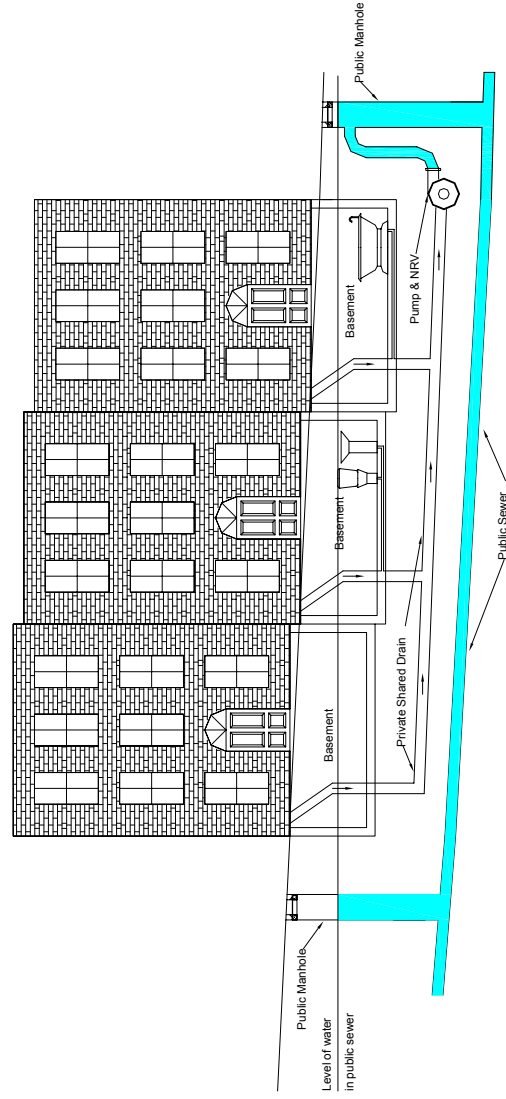 Public Manhole
Basement
Pump & NRV
Basement
Public Sewer
Private Shared Drain
Basement
Public Manhole
Level of water
in public sewer